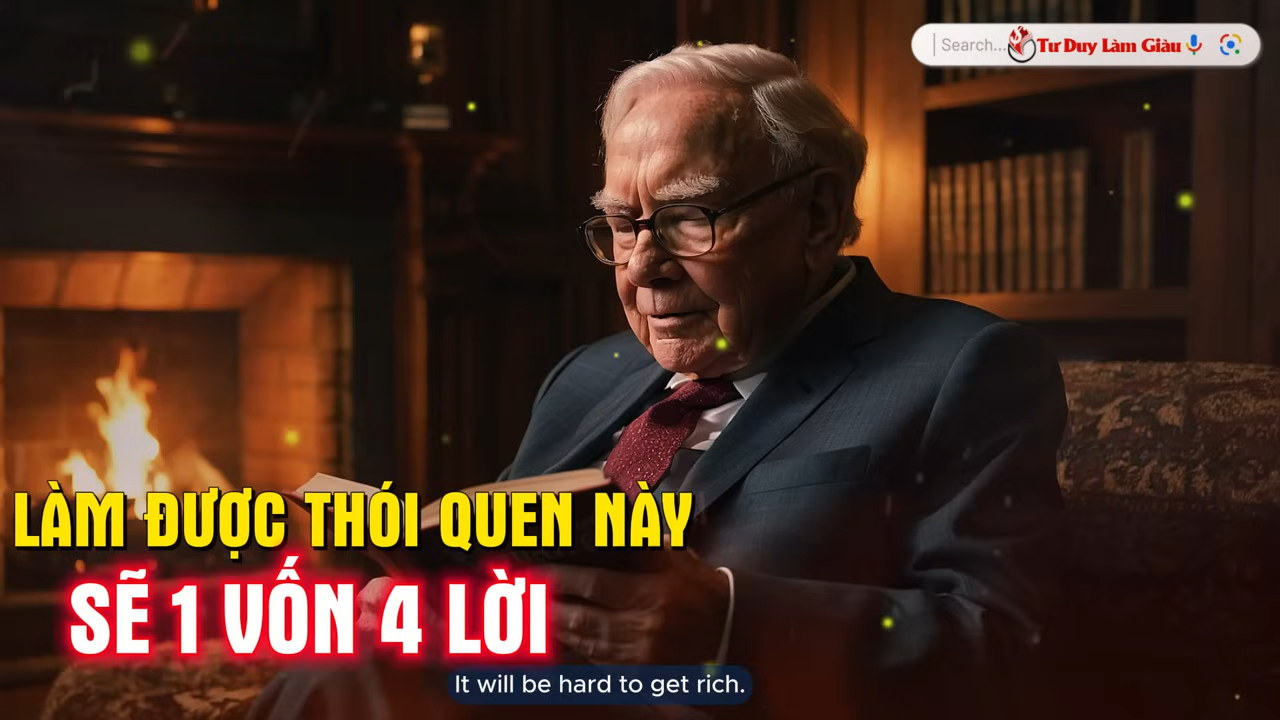 Search... Tư Duy Làm Giàu
LÀM ĐƯỢC THÓI QUEN NÀY
SẼ 1 VỐN 4 LỜI
It will be hard to get rich.